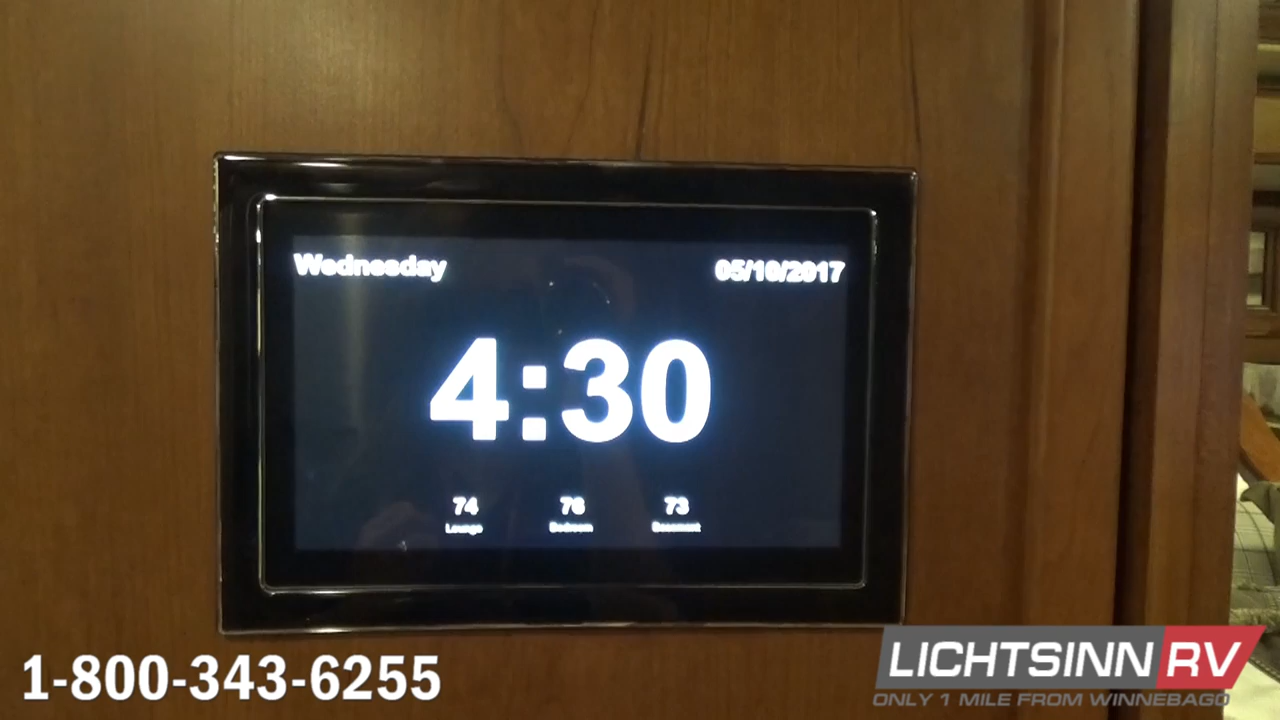 Wednesday 05/10/2017
4:30
74 76 73
Lounge Bedroom Basement
1-800-343-6255
LICHTSINN RV
ONLY 1 MILE FROM WINNEBAGO